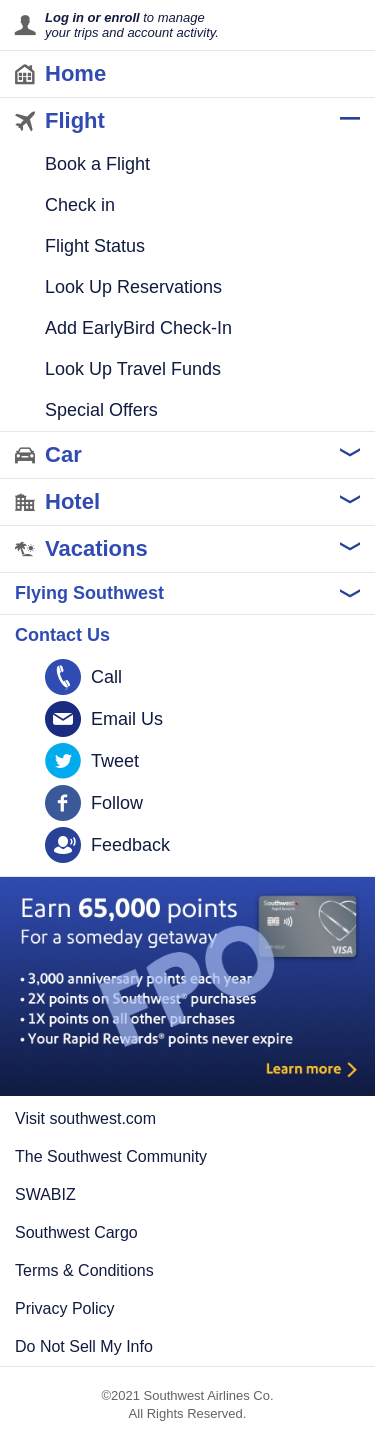 Log in or enroll to manage
your trips and account activity.
Home
Flight
Book a Flight
Check in
Flight Status
Look Up Reservations
Add EarlyBird Check-In
Look Up Travel Funds
Special Offers
Car
Hotel
Vacations
Flying Southwest
Contact Us
Call
Email Us
Tweet
Follow
Feedback
Earn 65,000 points
For a someday getaway
Southwest
Rapid Rewards
VISA
FPO
• 3,000 anniversary points each year
• 2X points on Southwest® purchases
• 1X points on all other purchases
• Your Rapid Rewards® points never expire
Learn more
Visit southwest.com
The Southwest Community
SWABIZ
Southwest Cargo
Terms & Conditions
Privacy Policy
Do Not Sell My Info
©2021 Southwest Airlines Co.
All Rights Reserved.